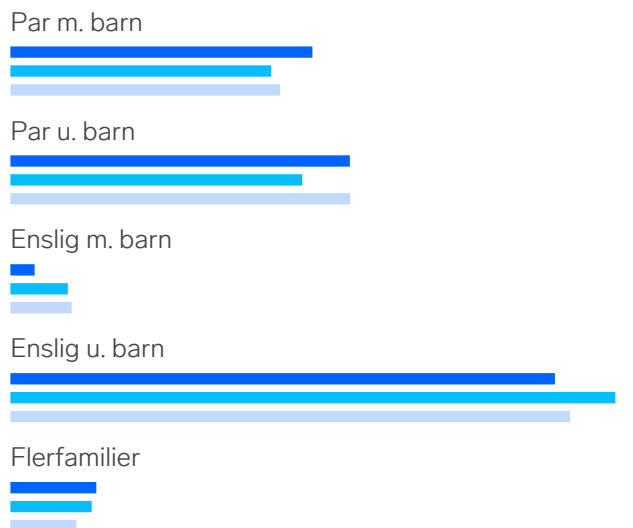 Par m. barn
Par u. barn
Enslig m. barn
Enslig u. barn
Flerfamilier